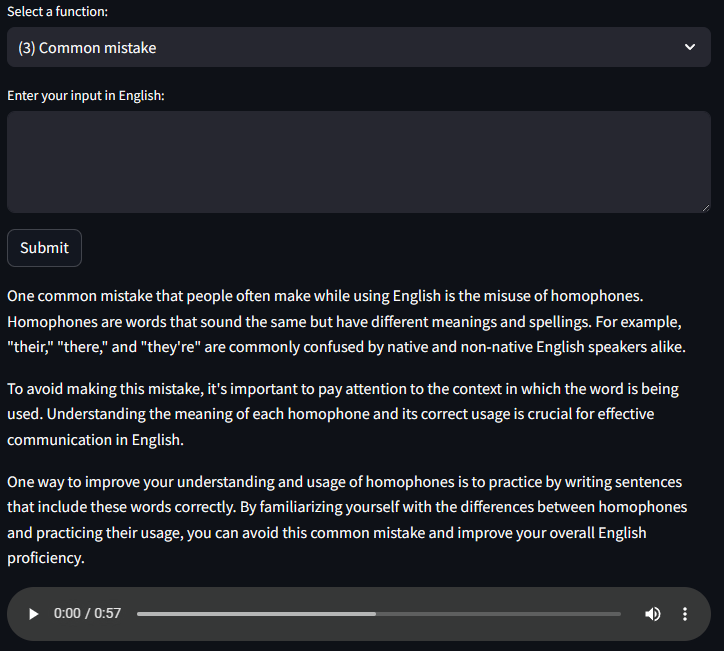 Select a function:
(3) Common mistake
Enter your input in English:
Submit
One common mistake that people often make while using English is the misuse of homophones.
Homophones are words that sound the same but have different meanings and spellings. For example,
"their," "there," and "they're" are commonly confused by native and non-native English speakers alike.
To avoid making this mistake, it's important to pay attention to the context in which the word is being
used. Understanding the meaning of each homophone and its correct usage is crucial for effective
communication in English.
One way to improve your understanding and usage of homophones is to practice by writing sentences
that include these words correctly. By familiarizing yourself with the differences between homophones
and practicing their usage, you can avoid this common mistake and improve your overall English
proficiency.
0:00 / 0:57